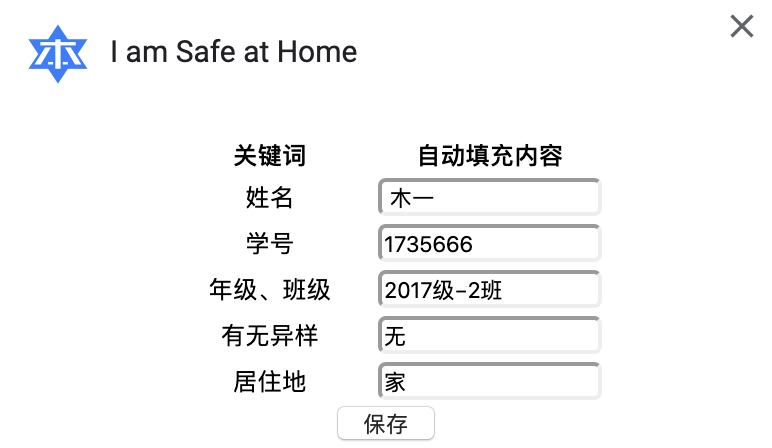 I am Safe at Home
关键词 自动填充内容
姓名 木一
学号 1735666
年级、班级 2017级-2班
有无异样 无
居住地 家
保存